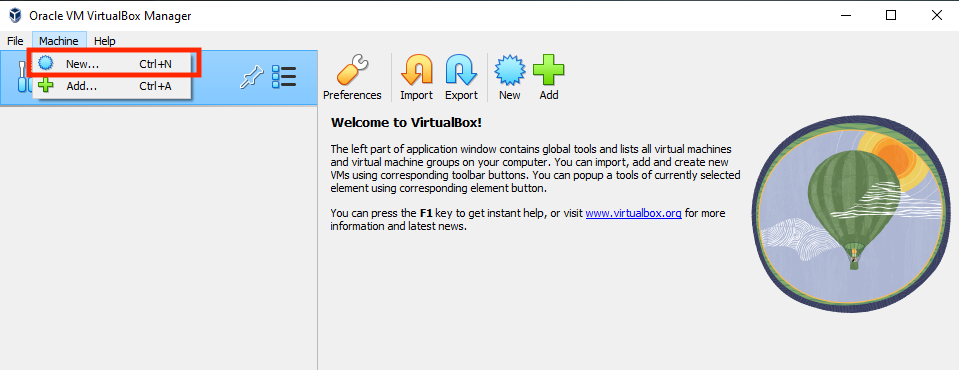 Oracle VM VirtualBox Manager
File Machine Help
New... Ctrl+N
Add... Ctrl+A
Preferences Import Export New Add
Welcome to VirtualBox!
The left part of application window contains global tools and lists all virtual machines
and virtual machine groups on your computer. You can import, add and create new
VMs using corresponding toolbar buttons. You can popup a tools of currently selected
element using corresponding element button.
You can press the F1 key to get instant help, or visit www.virtualbox.org for more
information and latest news.